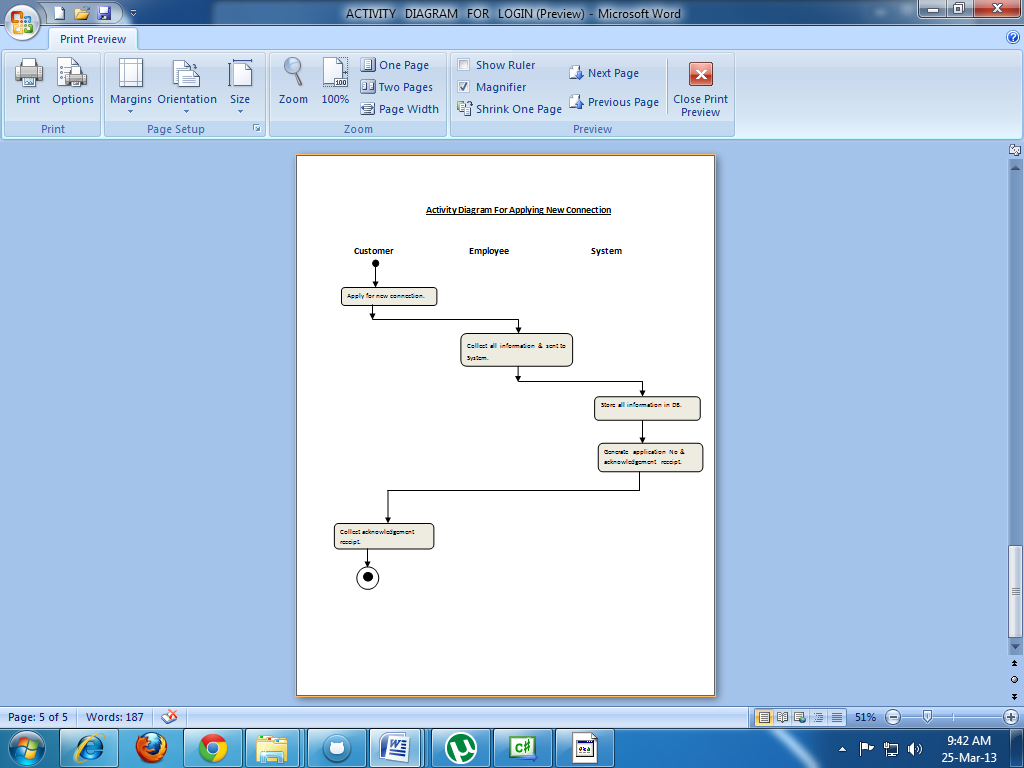 ACTIVITY DIAGRAM FOR LOGIN (Preview) - Microsoft Word
Print Preview
Print
Options
Margins
Orientation
Size
Zoom
100%
One Page
Two Pages
Page Width
Show Ruler
Magnifier
Shrink One Page
Next Page
Previous Page
Close Print
Preview
Print
Page Setup
Zoom
Preview
Activity Diagram For Applying New Connection
Customer
Employee
System
Apply for new connection.
Collect all information & sent to
System.
Store all information in DB.
Generate application No &
acknowledgement receipt.
Collect acknowledgement
receipt.
Page: 5 of 5
Words: 187
51%
9:42 AM
25-Mar-13